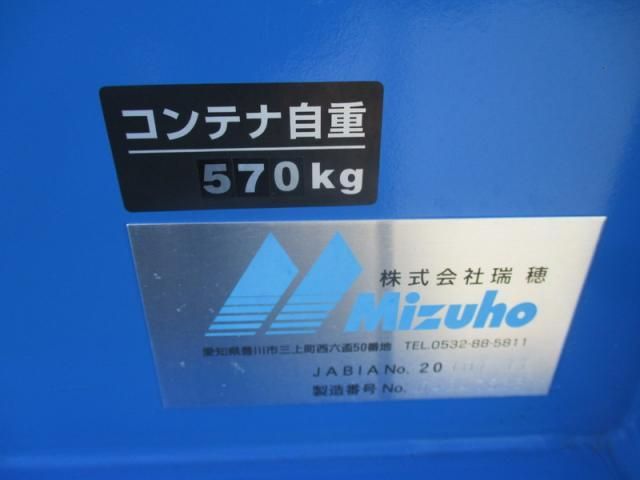 コンテナ自重
570kg
株式会社瑞穂
Mizuho
愛知県豊川市三上町西六盃50番地 TEL.0532-88-5811
JABIA No. 20
製造番号 No.